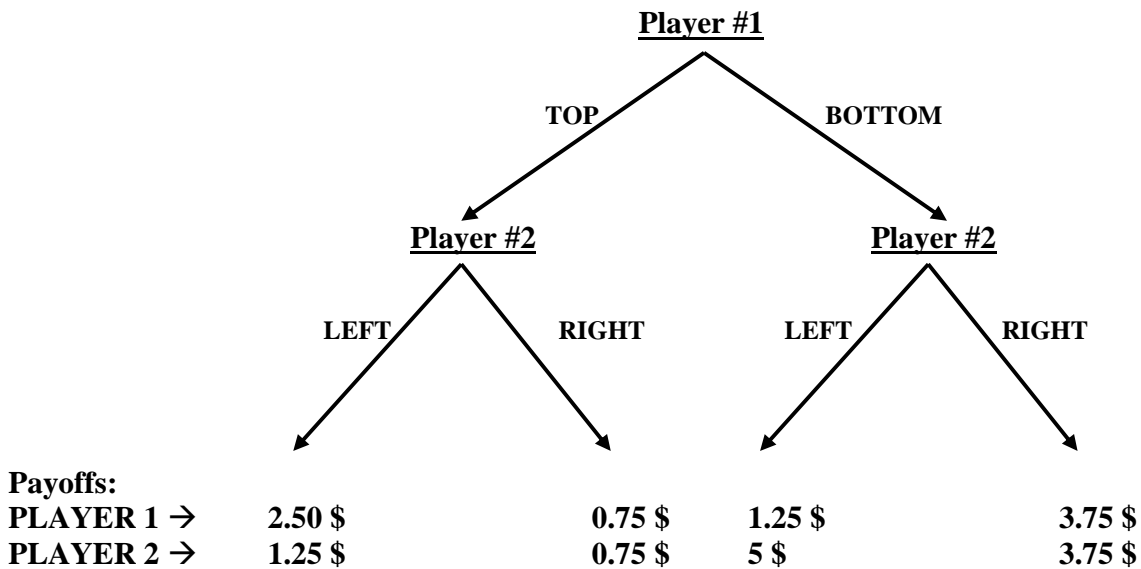 Player #1
TOP BOTTOM
Player #2 Player #2
LEFT RIGHT LEFT RIGHT
Payoffs:
PLAYER 1 → 2.50 $ 0.75 $ 1.25 $ 3.75 $
PLAYER 2 → 1.25 $ 0.75 $ 5 $ 3.75 $